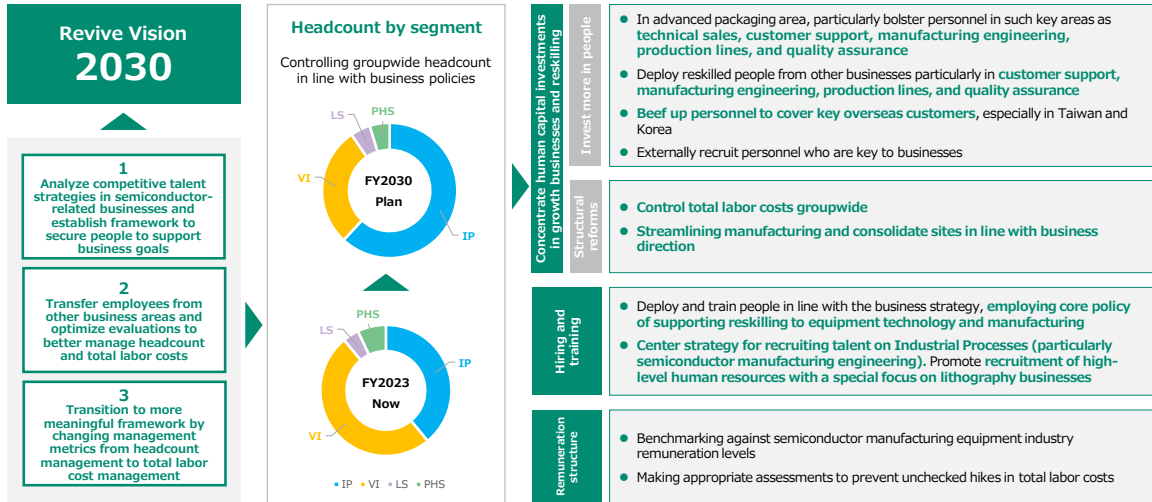 Revive Vision
2030
1
Analyze competitive talent
strategies in semiconductor-
related businesses and
establish framework to
secure people to support
business goals
2
Transfer employees from
other business areas and
optimize evaluations to
better manage headcount
and total labor costs
3
Transition to more
meaningful framework by
changing management
metrics from headcount
management to total labor
cost management
Headcount by segment
Controlling groupwide headcount
in line with business policies
PHS
LS
VI
FY2030
Plan
IP
PHS
LS
IP
FY2023
Now
VI
IP VI LS PHS
Concentrate human capital investments
in growth businesses and reskilling
Invest more in people
● In advanced packaging area, particularly bolster personnel in such key areas as
technical sales, customer support, manufacturing engineering,
production lines, and quality assurance
● Deploy reskilled people from other businesses particularly in customer support,
manufacturing engineering, production lines, and quality assurance
● Beef up personnel to cover key overseas customers, especially in Taiwan and
Korea
● Externally recruit personnel who are key to businesses
Structural
reforms
● Control total labor costs groupwide
● Streamlining manufacturing and consolidate sites in line with business
direction
Hiring and
training
● Deploy and train people in line with the business strategy, employing core policy
of supporting reskilling to equipment technology and manufacturing
● Center strategy for recruiting talent on Industrial Processes (particularly
semiconductor manufacturing engineering). Promote recruitment of high-
level human resources with a special focus on lithography businesses
Remuneration
structure
● Benchmarking against semiconductor manufacturing equipment industry
remuneration levels
● Making appropriate assessments to prevent unchecked hikes in total labor costs